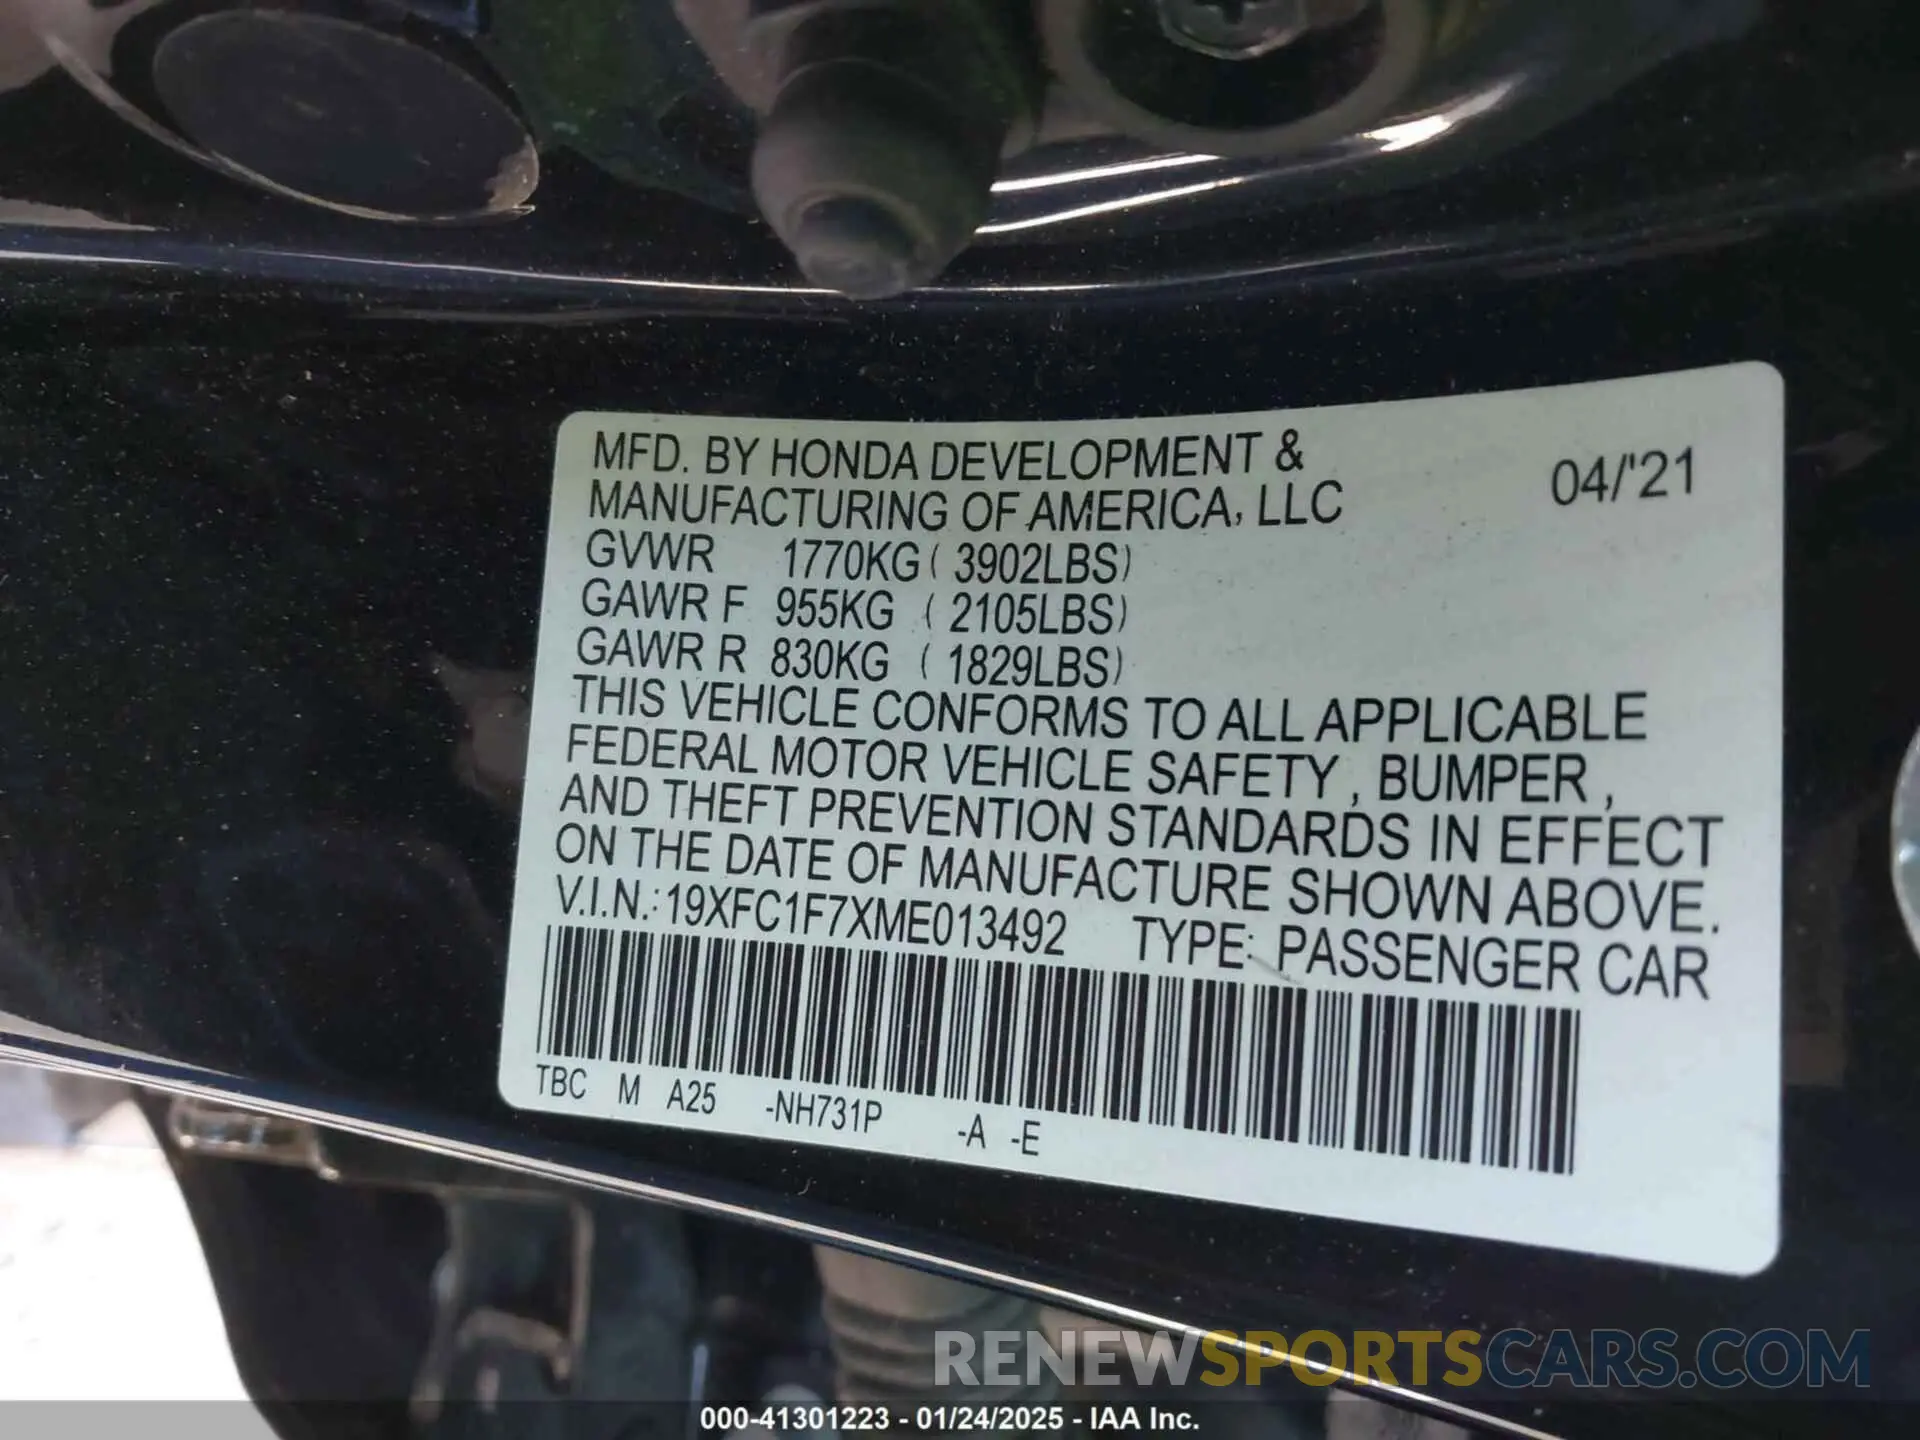 MFD. BY HONDA DEVELOPMENT &
MANUFACTURING OF AMERICA, LLC
04/'21
GVWR 1770KG ( 3902LBS)
GAWR F 955KG ( 2105LBS)
GAWR R 830KG ( 1829LBS)
THIS VEHICLE CONFORMS TO ALL APPLICABLE
FEDERAL MOTOR VEHICLE SAFETY , BUMPER ,
AND THEFT PREVENTION STANDARDS IN EFFECT
ON THE DATE OF MANUFACTURE SHOWN ABOVE.
V.I.N.: 19XFC1F7XME013492 TYPE: PASSENGER CAR
TBC M A25 -NH731P -A -E
RENEWSPORTSCARS.COM
000-41301223 - 01/24/2025 - IAA Inc.